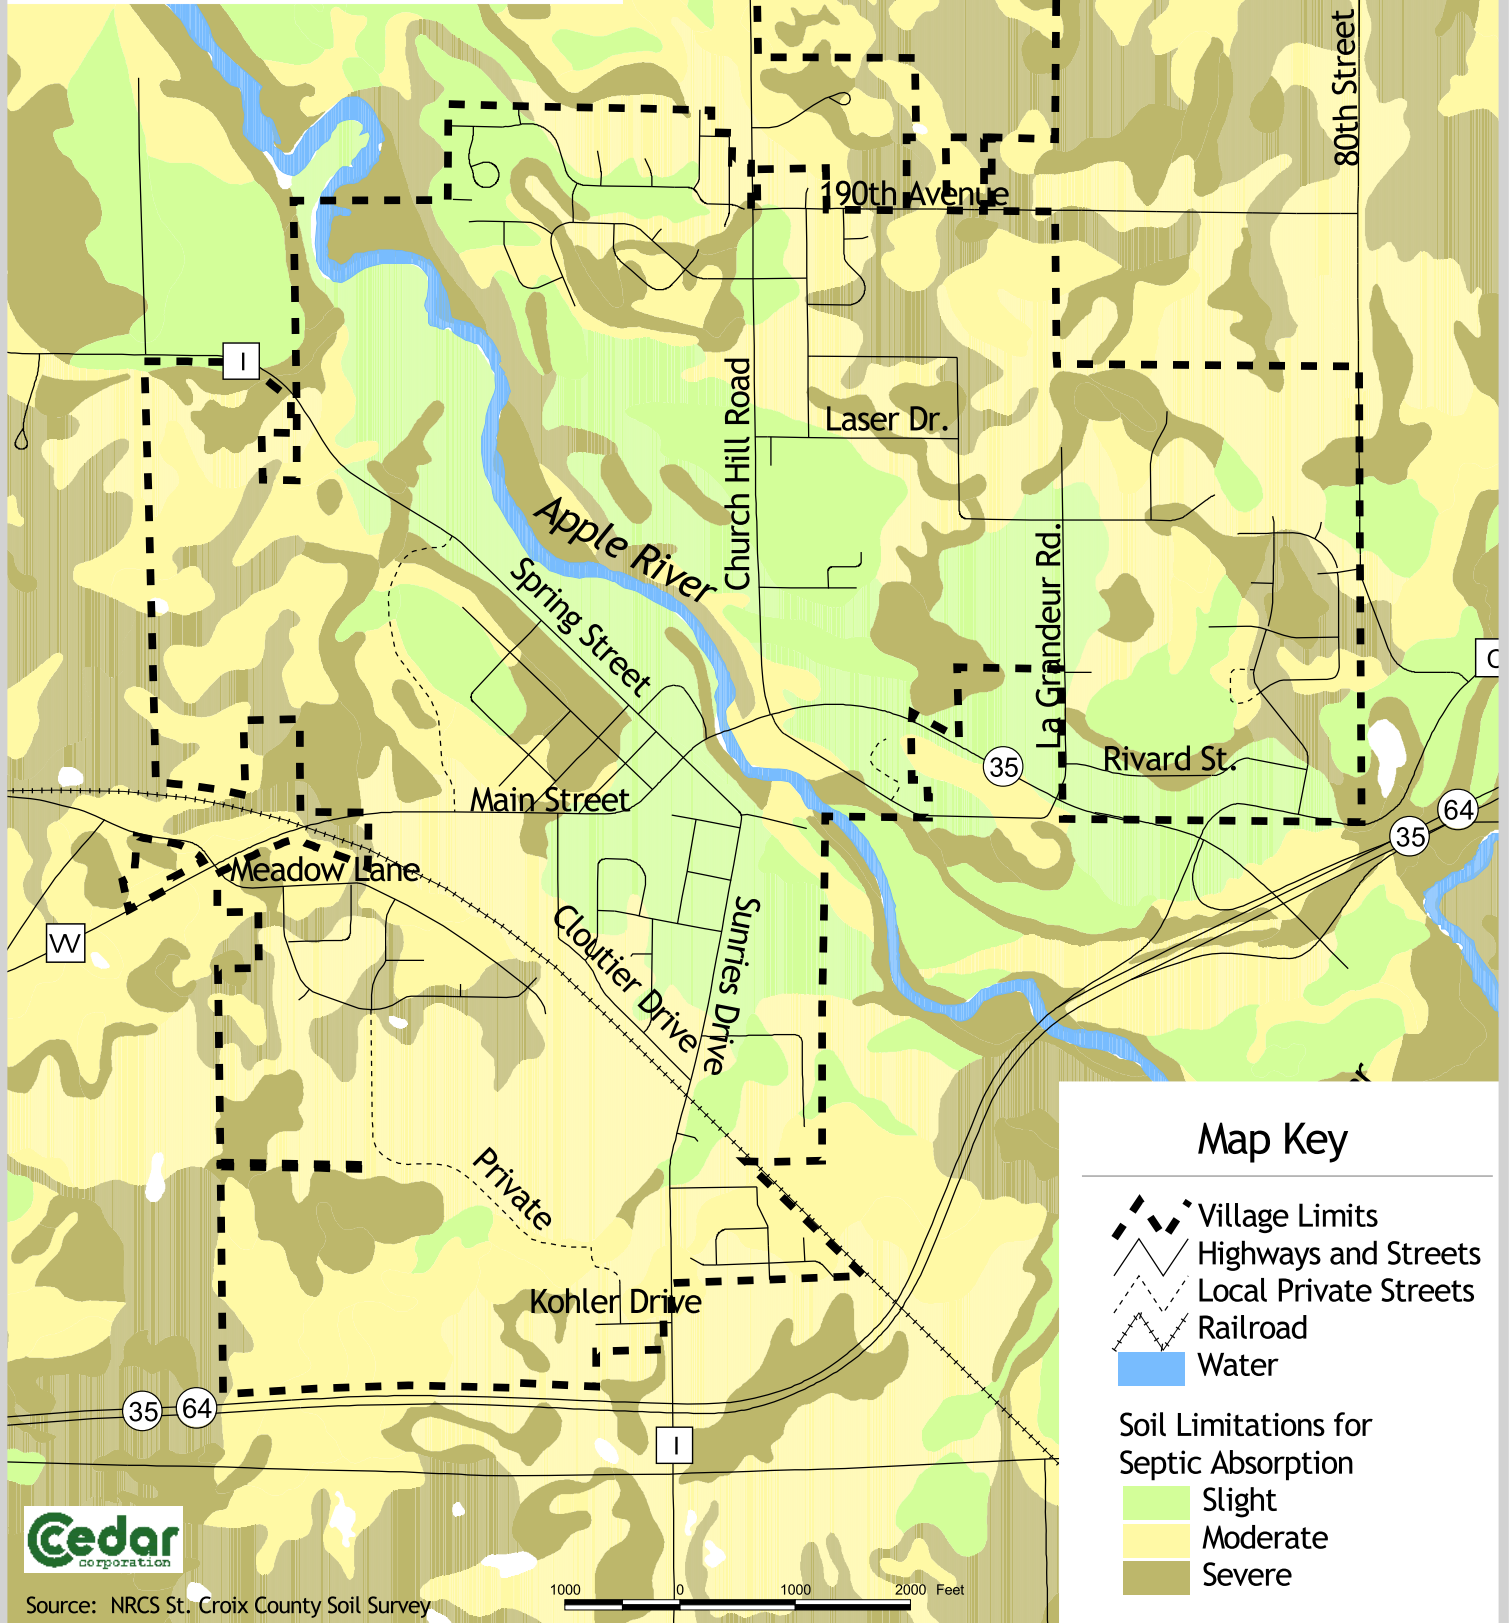 80th Street
190th Avenue
I
Church Hill Road
Laser Dr.
Apple River
Spring Street
La Grandeur Rd.
C
35
Rivard St.
Main Street
64
35
Meadow Lane
W
Cloutier Drive
Sunries Drive
Private
Kohler Drive
35
64
I
Map Key
Village Limits
Highways and Streets
Local Private Streets
Railroad
Water
Soil Limitations for
Septic Absorption
Slight
Moderate
Severe
Cedar
corporation
1000 0 1000 2000 Feet
Source: NRCS St. Croix County Soil Survey